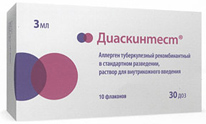 3 мл
Диаскинтест®
Аллерген туберкулезный рекомбинантный
в стандартном разведении,
раствор для внутрикожного введения
10 флаконов
30 доз